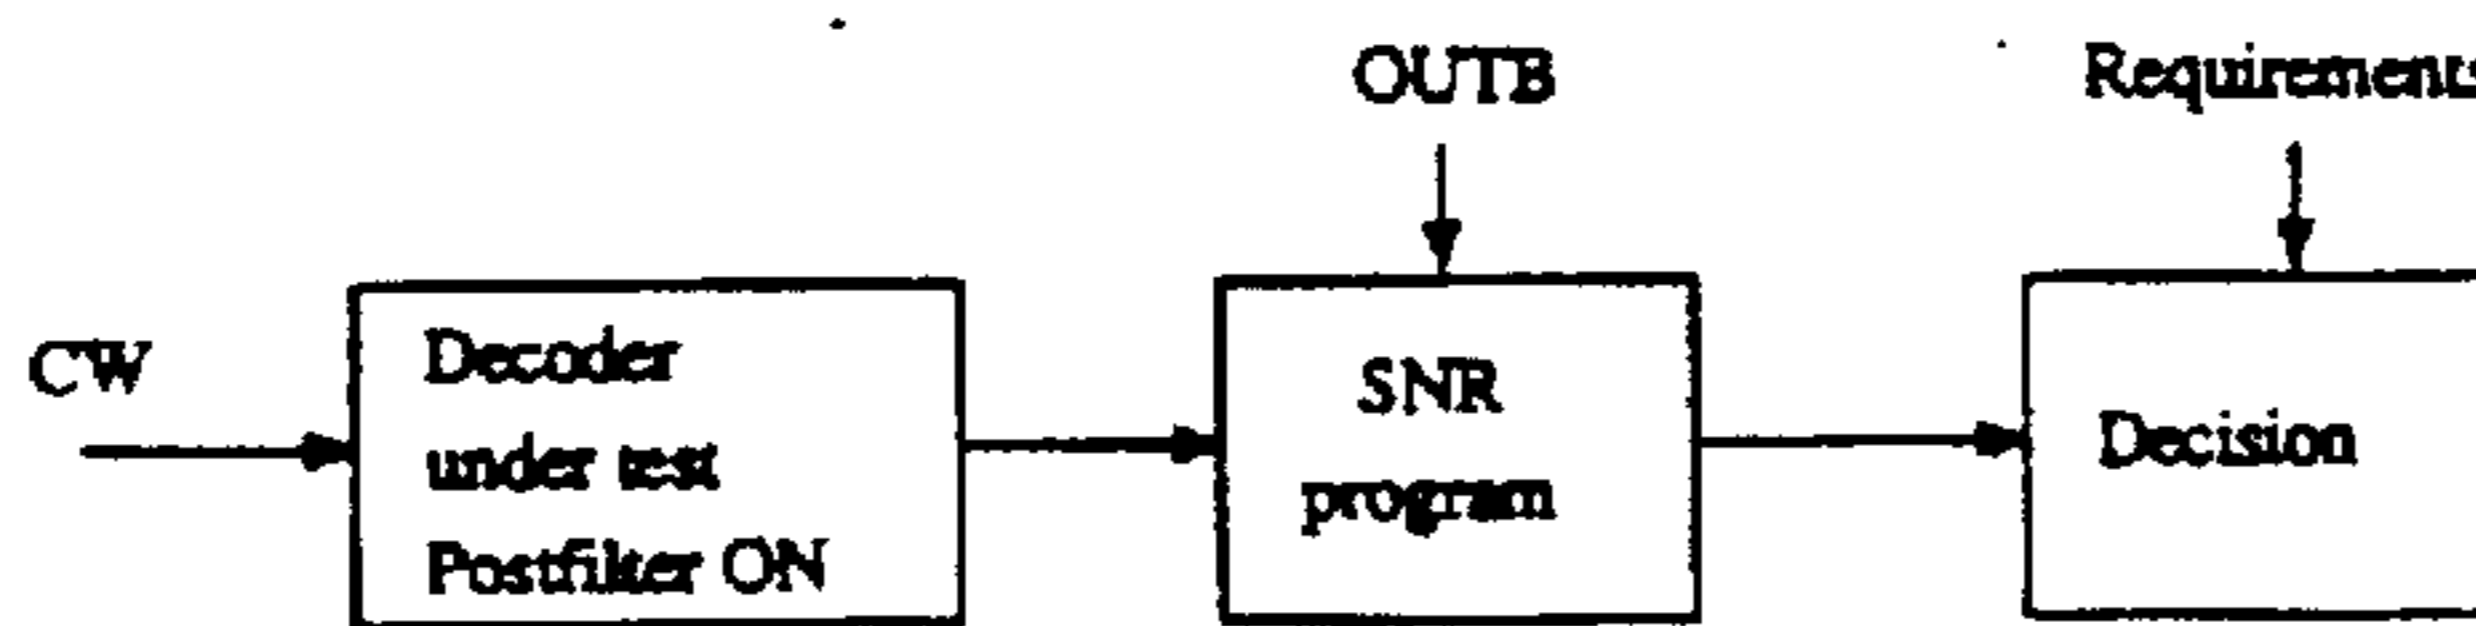 OUTB
Requirements
CW
Decoder
under test
Postfilter ON
SNR
program
Decision